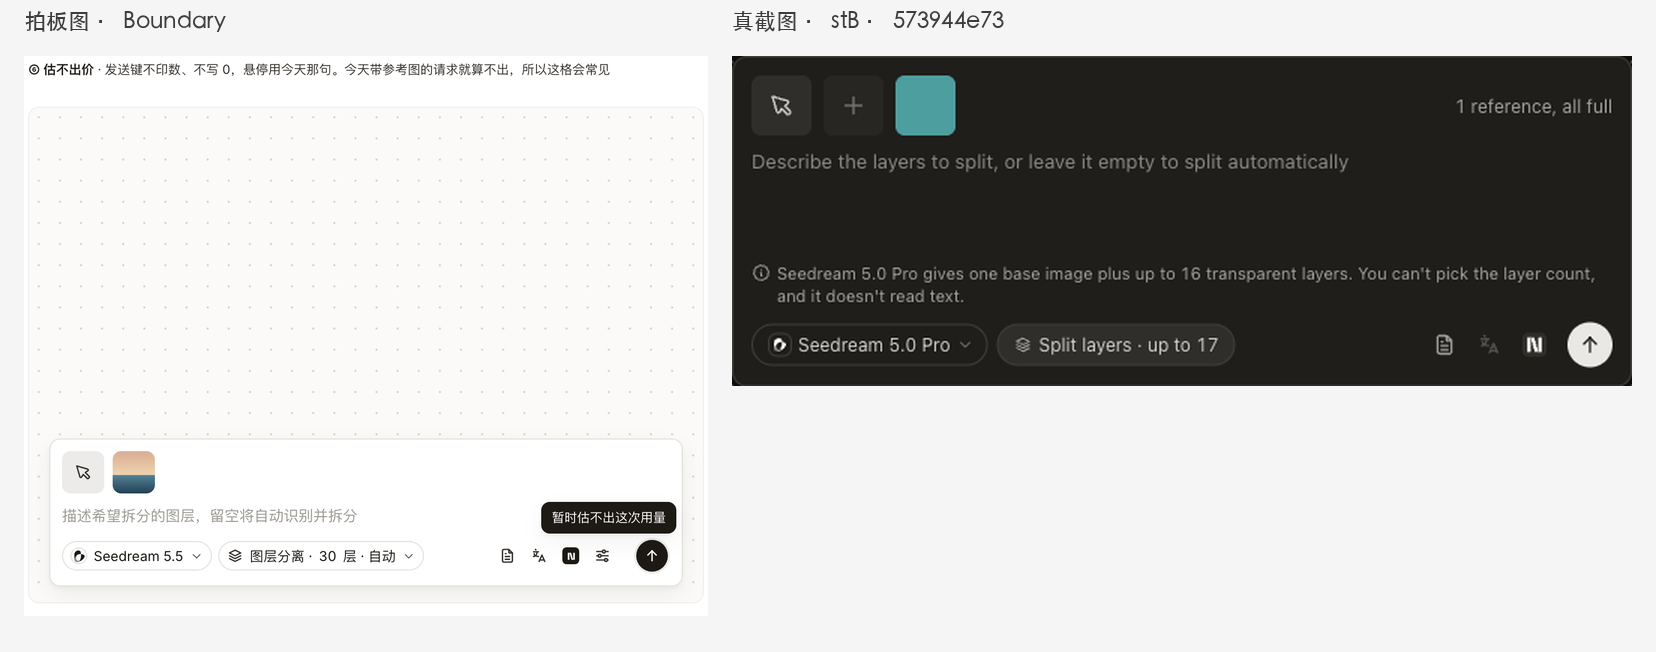 拍板图 · Boundary
⑥ 估不出价 · 发送键不印数、不写 0，悬停用今天那句。今天带参考图的请求就算不出，所以这格会常见
描述希望拆分的图层，留空将自动识别并拆分
暂时估不出这次用量
Seedream 5.5
图层分离 · 30 层 · 自动
真截图 · stB · 573944e73
1 reference, all full
Describe the layers to split, or leave it empty to split automatically
Seedream 5.0 Pro gives one base image plus up to 16 transparent layers. You can't pick the layer count,
and it doesn't read text.
Seedream 5.0 Pro
Split layers · up to 17